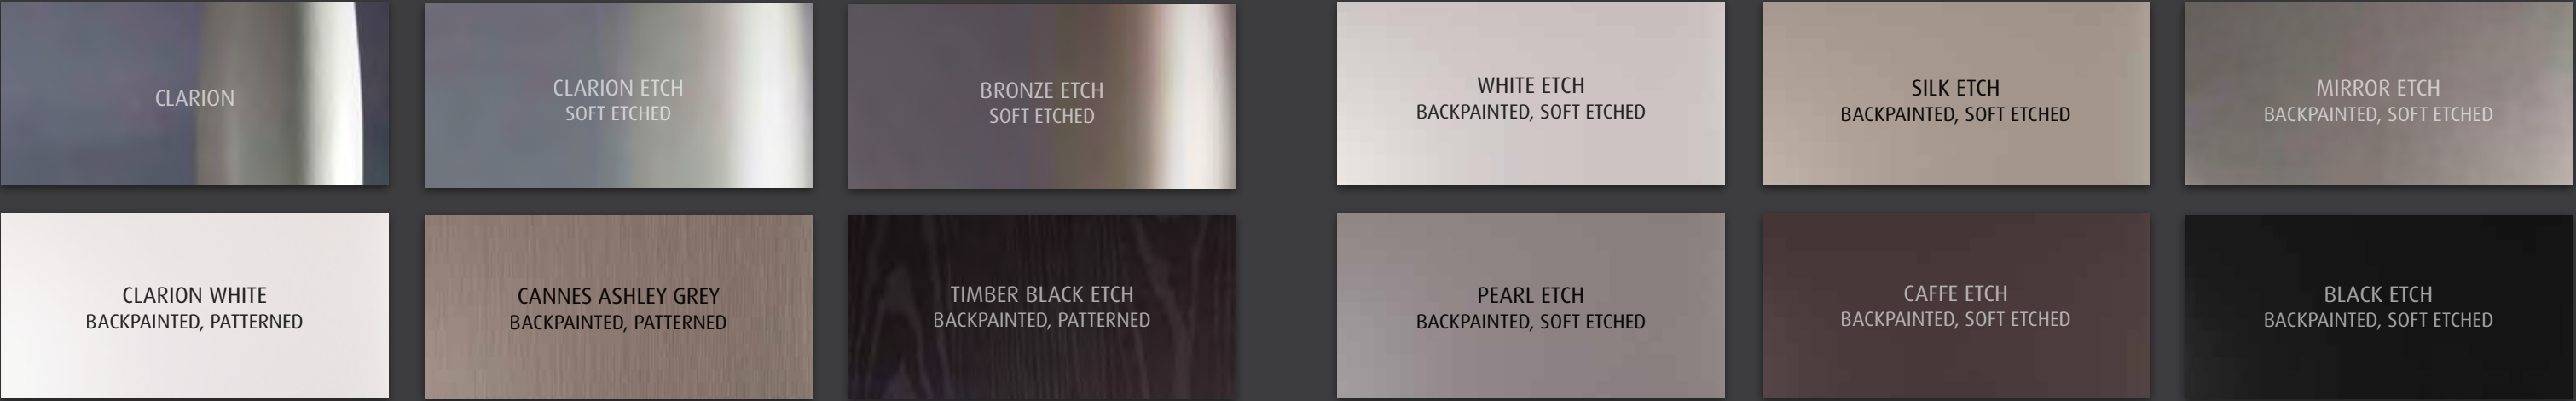 CLARION
CLARION ETCH
SOFT ETCHED
BRONZE ETCH
SOFT ETCHED
WHITE ETCH
BACKPAINTED, SOFT ETCHED
SILK ETCH
BACKPAINTED, SOFT ETCHED
MIRROR ETCH
BACKPAINTED, SOFT ETCHED
CLARION WHITE
BACKPAINTED, PATTERNED
CANNES ASHLEY GREY
BACKPAINTED, PATTERNED
TIMBER BLACK ETCH
BACKPAINTED, PATTERNED
PEARL ETCH
BACKPAINTED, SOFT ETCHED
CAFFE ETCH
BACKPAINTED, SOFT ETCHED
BLACK ETCH
BACKPAINTED, SOFT ETCHED